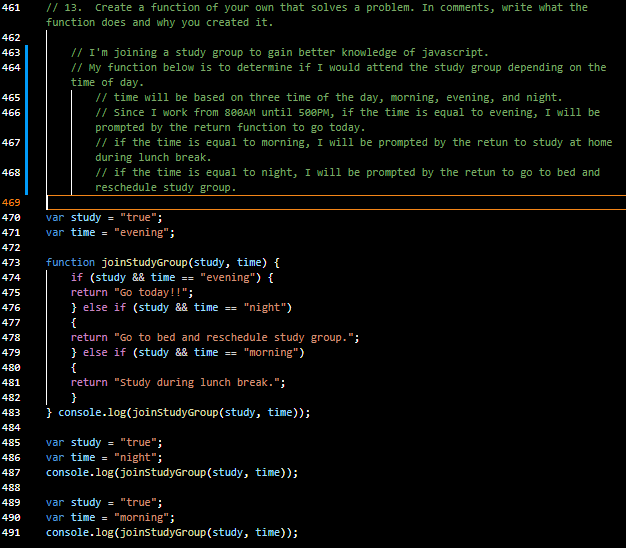 461 // 13.  Create a function of your own that solves a problem. In comments, write what the
function does and why you created it.
462
463 // I'm joining a study group to gain better knowledge of javascript.
464 // My function below is to determine if I would attend the study group depending on the
time of day.
465 // time will be based on three time of the day, morning, evening, and night.
466 // Since I work from 800AM until 500PM, if the time is equal to evening, I will be
prompted by the return function to go today.
467 // if the time is equal to morning, I will be prompted by the retun to study at home
during lunch break.
468 // if the time is equal to night, I will be prompted by the retun to go to bed and
reschedule study group.
469
470 var study = "true";
471 var time = "evening";
472
473 function joinStudyGroup(study, time) {
474 if (study && time == "evening") {
475 return "Go today!!";
476 } else if (study && time == "night")
477 {
478 return "Go to bed and reschedule study group.";
479 } else if (study && time == "morning")
480 {
481 return "Study during lunch break.";
482 }
483 } console.log(joinStudyGroup(study, time));
484
485 var study = "true";
486 var time = "night";
487 console.log(joinStudyGroup(study, time));
488
489 var study = "true";
490 var time = "morning";
491 console.log(joinStudyGroup(study, time));